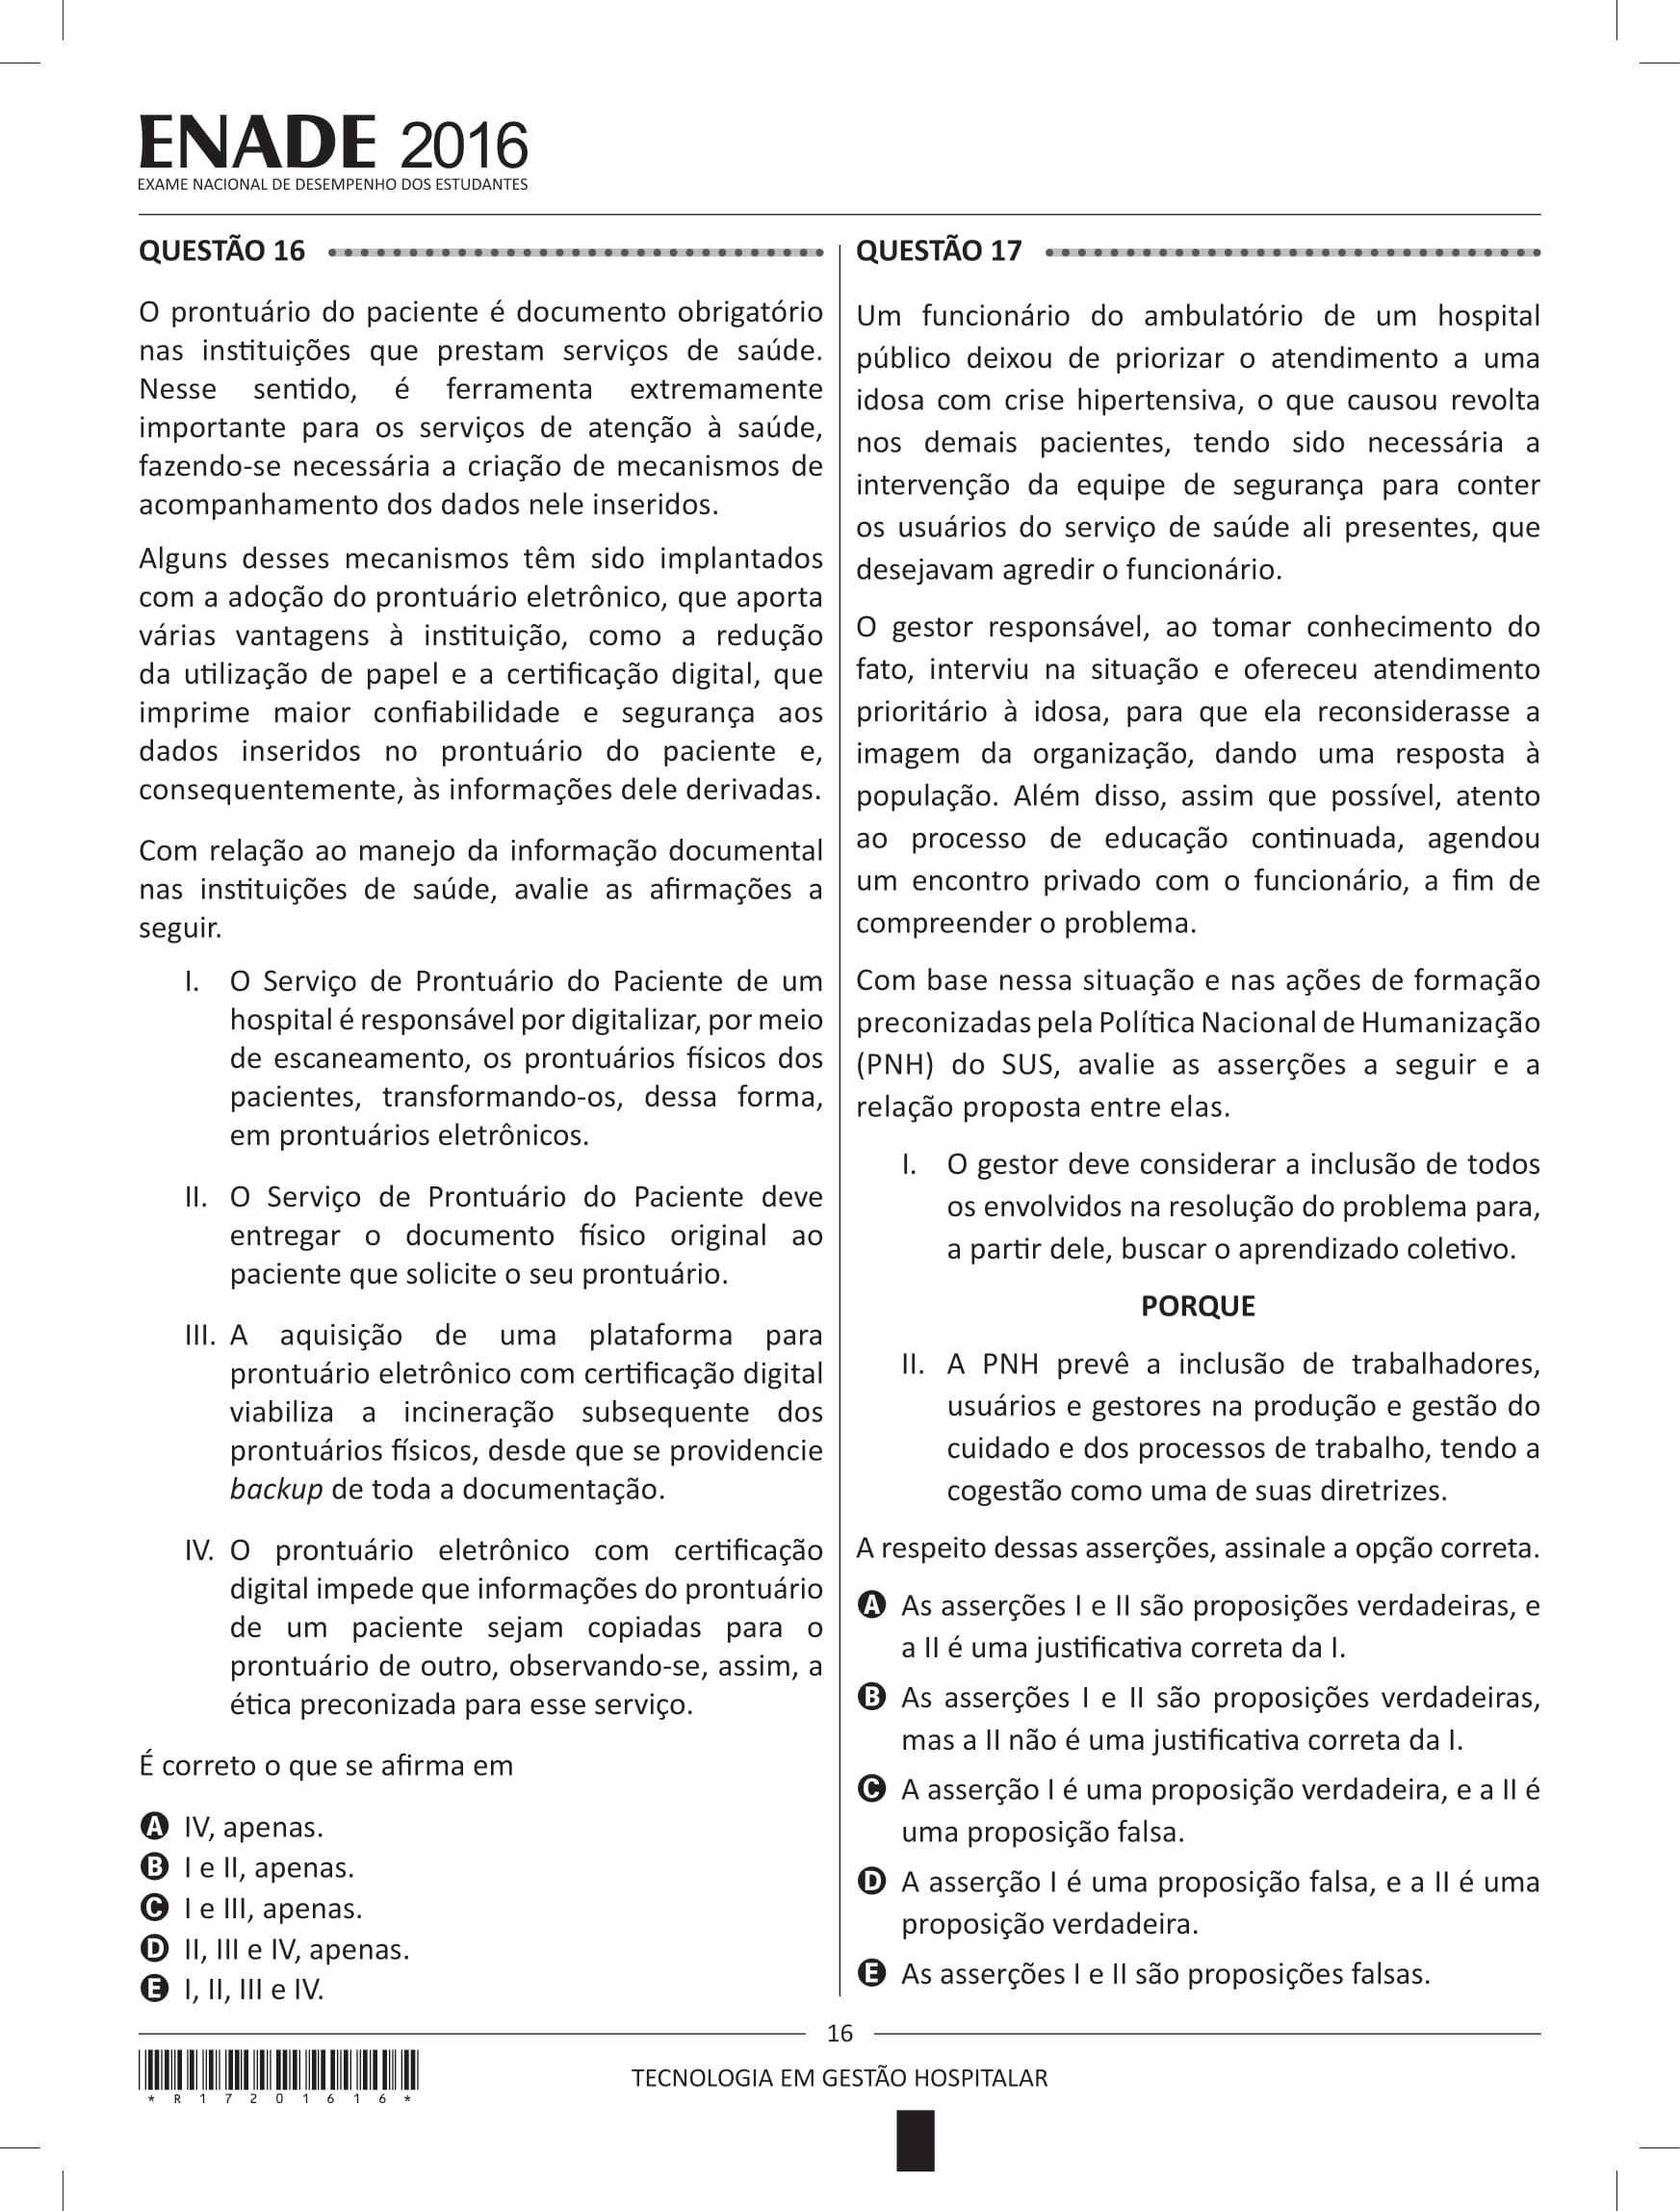 ENADE 2016
EXAME NACIONAL DE DESEMPENHO DOS ESTUDANTES
QUESTÃO 16
O prontuário do paciente é documento obrigatório
nas instituições que prestam serviços de saúde.
Nesse sentido, é ferramenta extremamente
importante para os serviços de atenção à saúde,
fazendo-se necessária a criação de mecanismos de
acompanhamento dos dados nele inseridos.
Alguns desses mecanismos têm sido implantados
com a adoção do prontuário eletrônico, que aporta
várias vantagens à instituição, como a redução
da utilização de papel e a certificação digital, que
imprime maior confiabilidade e segurança aos
dados inseridos no prontuário do paciente e,
consequentemente, às informações dele derivadas.
Com relação ao manejo da informação documental
nas instituições de saúde, avalie as afirmações a
seguir.
I. O Serviço de Prontuário do Paciente de um
hospital é responsável por digitalizar, por meio
de escaneamento, os prontuários físicos dos
pacientes, transformando-os, dessa forma,
em prontuários eletrônicos.
II. O Serviço de Prontuário do Paciente deve
entregar o documento físico original ao
paciente que solicite o seu prontuário.
III. A aquisição de uma plataforma para
prontuário eletrônico com certificação digital
viabiliza a incineração subsequente dos
prontuários físicos, desde que se providencie
backup de toda a documentação.
IV. O prontuário eletrônico com certificação
digital impede que informações do prontuário
de um paciente sejam copiadas para o
prontuário de outro, observando-se, assim, a
ética preconizada para esse serviço.
É correto o que se afirma em
A IV, apenas.
B I e II, apenas.
C I e III, apenas.
D II, III e IV, apenas.
E I, II, III e IV.
QUESTÃO 17
Um funcionário do ambulatório de um hospital
público deixou de priorizar o atendimento a uma
idosa com crise hipertensiva, o que causou revolta
nos demais pacientes, tendo sido necessária a
intervenção da equipe de segurança para conter
os usuários do serviço de saúde ali presentes, que
desejavam agredir o funcionário.
O gestor responsável, ao tomar conhecimento do
fato, interviu na situação e ofereceu atendimento
prioritário à idosa, para que ela reconsiderasse a
imagem da organização, dando uma resposta à
população. Além disso, assim que possível, atento
ao processo de educação continuada, agendou
um encontro privado com o funcionário, a fim de
compreender o problema.
Com base nessa situação e nas ações de formação
preconizadas pela Política Nacional de Humanização
(PNH) do SUS, avalie as asserções a seguir e a
relação proposta entre elas.
I. O gestor deve considerar a inclusão de todos
os envolvidos na resolução do problema para,
a partir dele, buscar o aprendizado coletivo.
PORQUE
II. A PNH prevê a inclusão de trabalhadores,
usuários e gestores na produção e gestão do
cuidado e dos processos de trabalho, tendo a
cogestão como uma de suas diretrizes.
A respeito dessas asserções, assinale a opção correta.
A As asserções I e II são proposições verdadeiras, e
a II é uma justificativa correta da I.
B As asserções I e II são proposições verdadeiras,
mas a II não é uma justificativa correta da I.
C A asserção I é uma proposição verdadeira, e a II é
uma proposição falsa.
D A asserção I é uma proposição falsa, e a II é uma
proposição verdadeira.
E As asserções I e II são proposições falsas.
16
*R17201616*
TECNOLOGIA EM GESTÃO HOSPITALAR